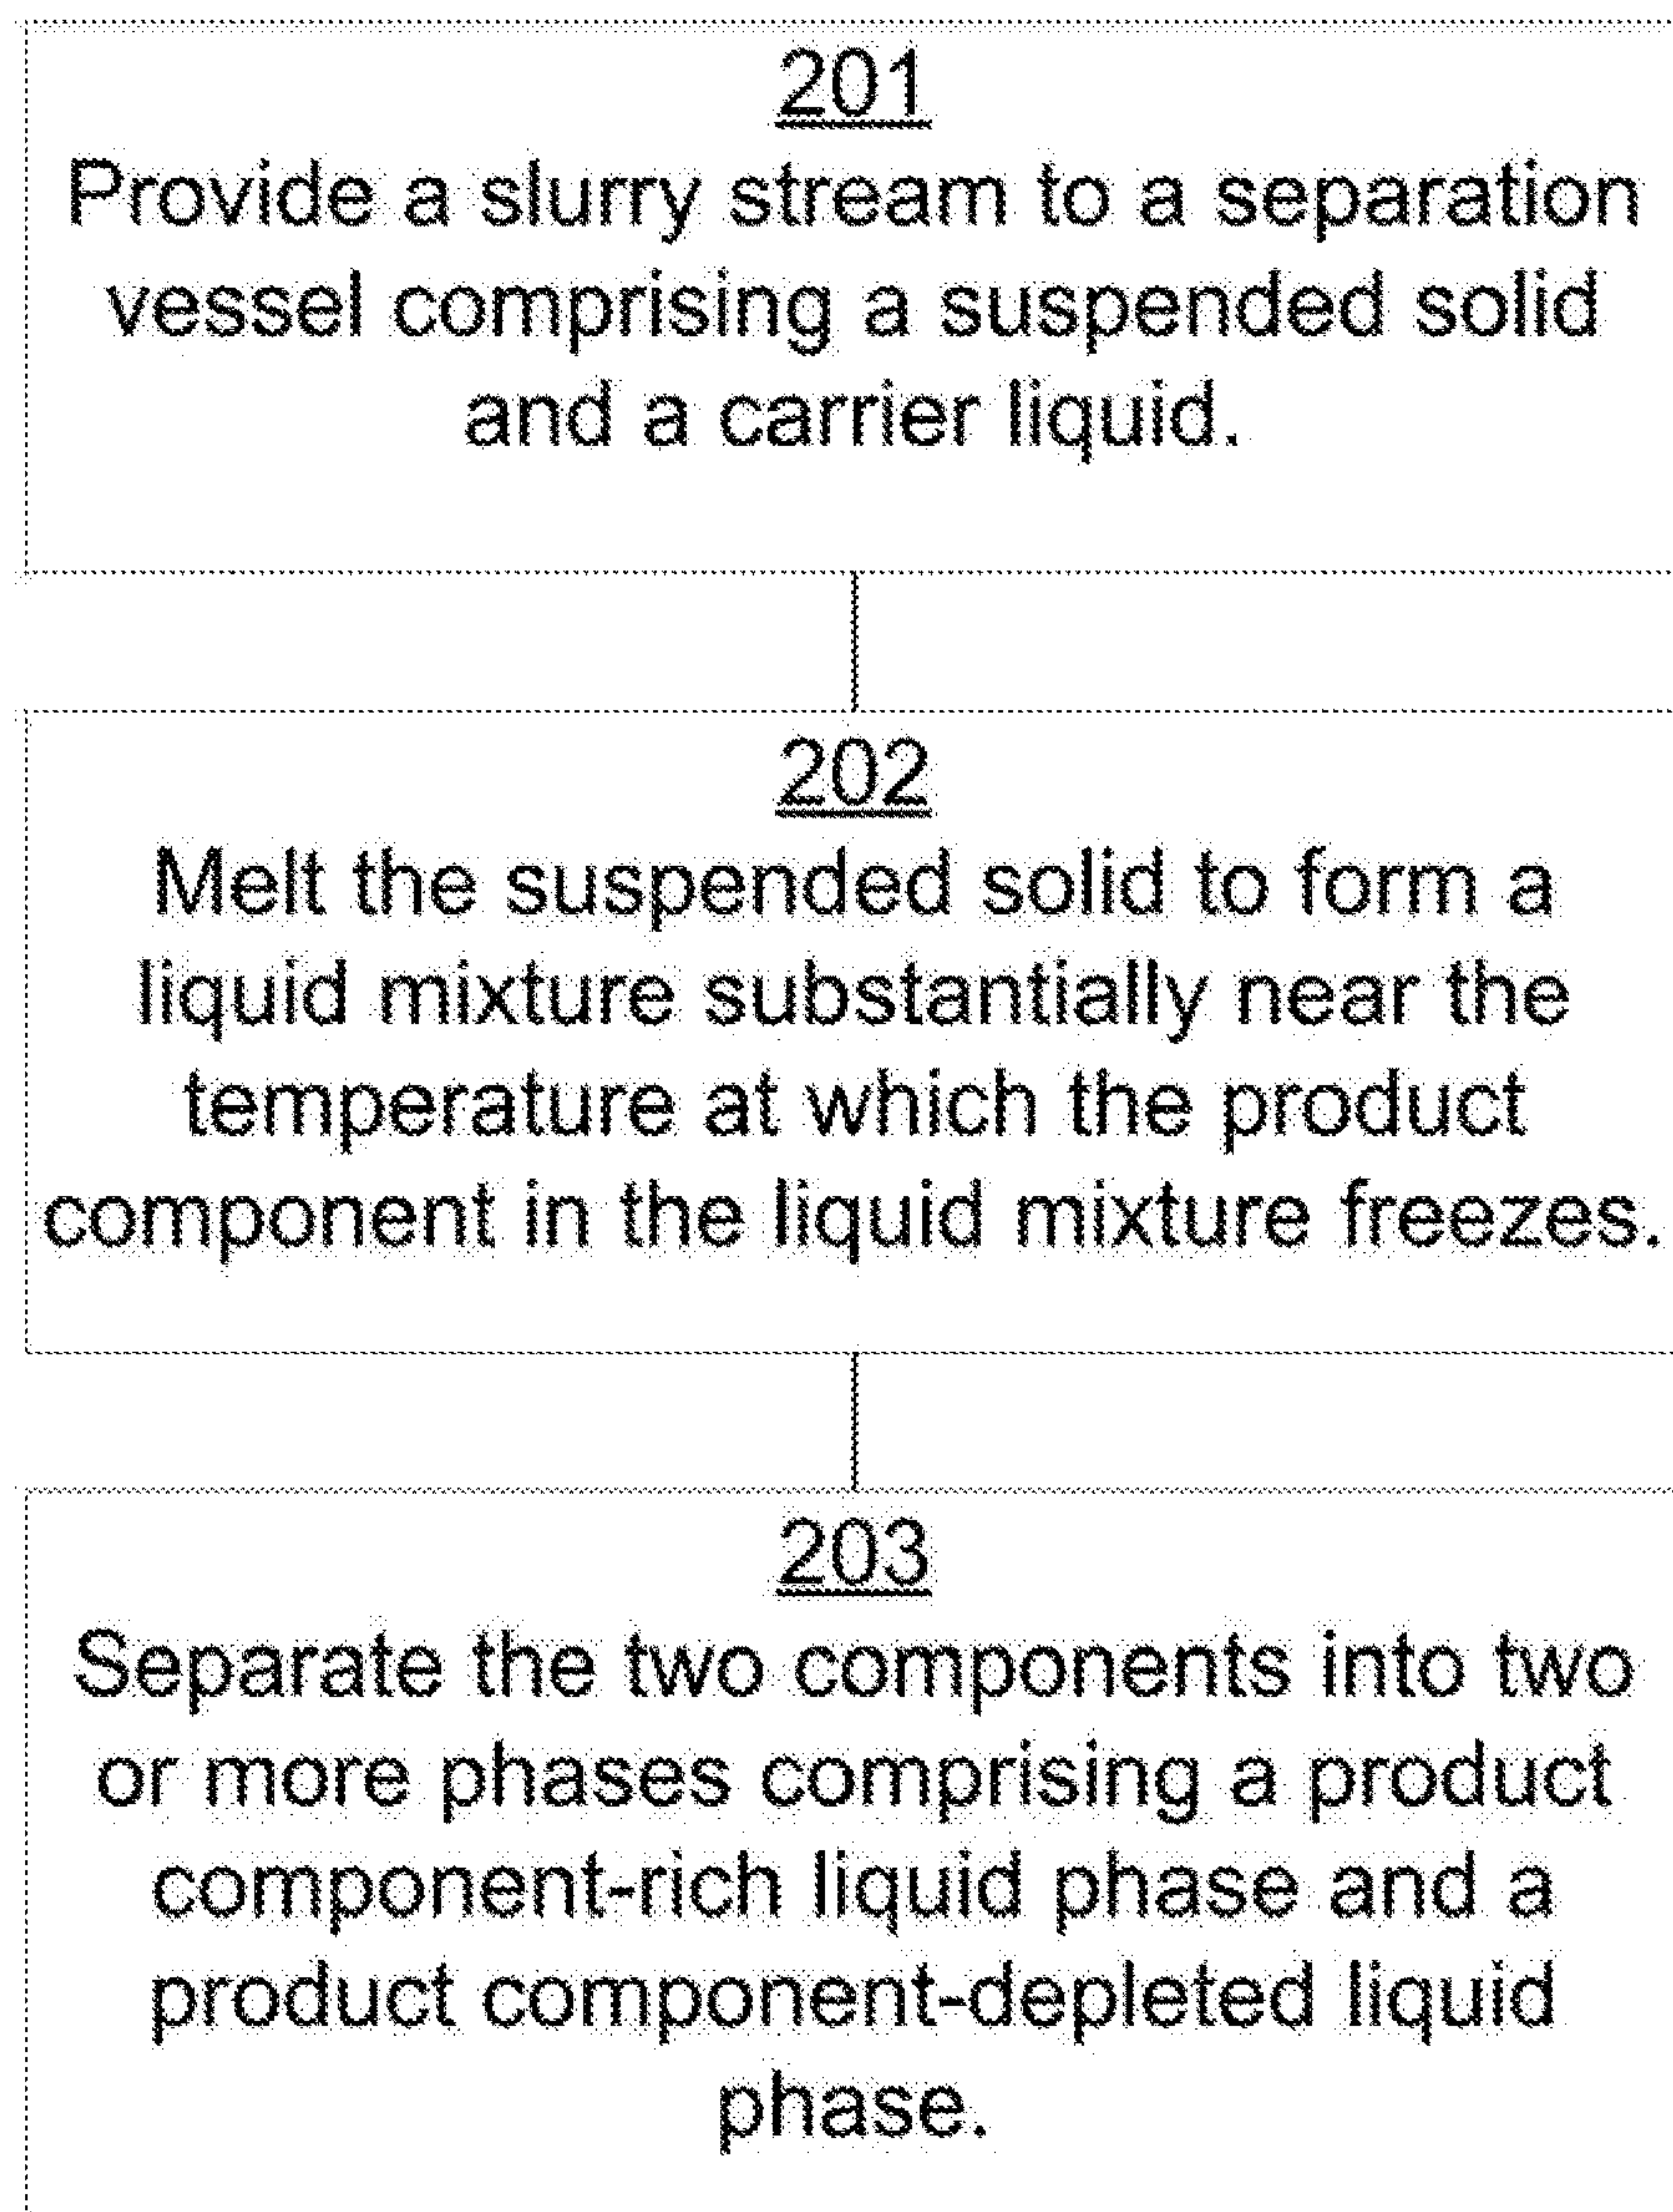 201
Provide a slurry stream to a separation
vessel comprising a suspended solid
and a carrier liquid.
202
Melt the suspended solid to form a
liquid mixture substantially near the
temperature at which the product
component in the liquid mixture freezes.
203
Separate the two components into two
or more phases comprising a product
component-rich liquid phase and a
product component-depleted liquid
phase.